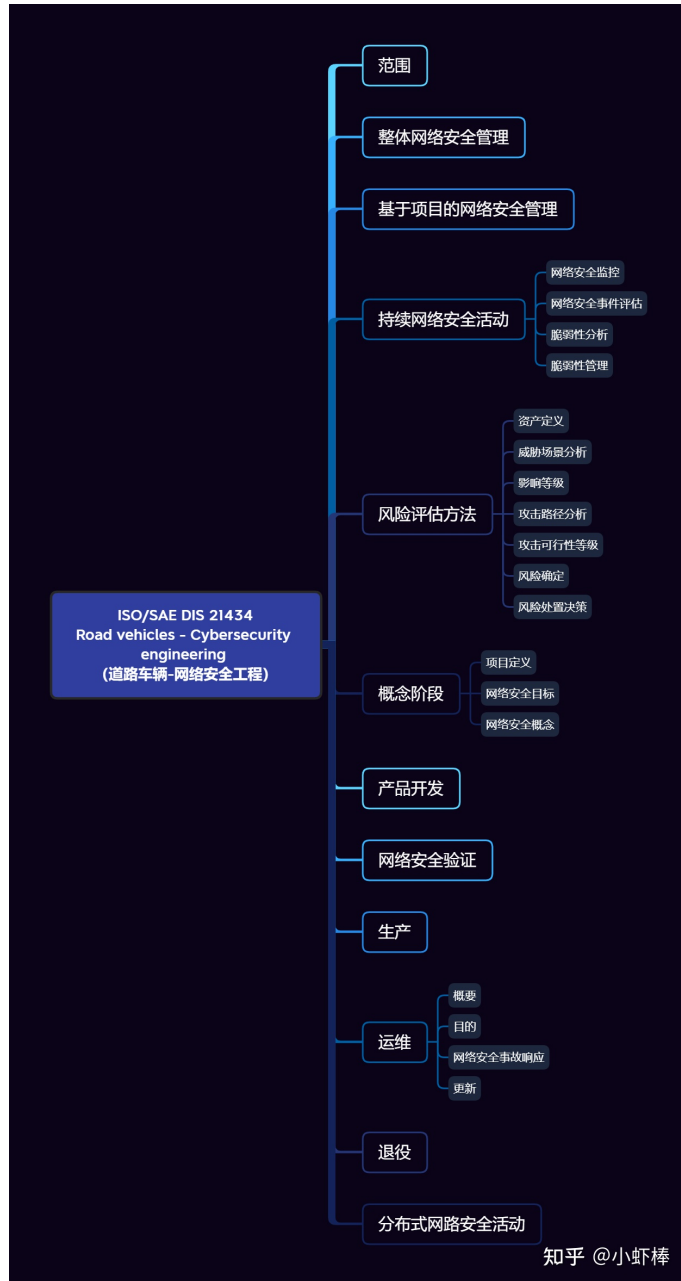 范围
整体网络安全管理
基于项目的网络安全管理
持续网络安全活动
网络安全监控
网络安全事件评估
脆弱性分析
脆弱性管理
风险评估方法
资产定义
威胁场景分析
影响等级
攻击路径分析
攻击可行性等级
风险确定
风险处置决策
ISO/SAE DIS 21434
Road vehicles - Cybersecurity
engineering
(道路车辆-网络安全工程)
概念阶段
项目定义
网络安全目标
网络安全概念
产品开发
网络安全验证
生产
运维
概要
目的
网络安全事故响应
更新
退役
分布式网路安全活动
知乎 @小虾棒